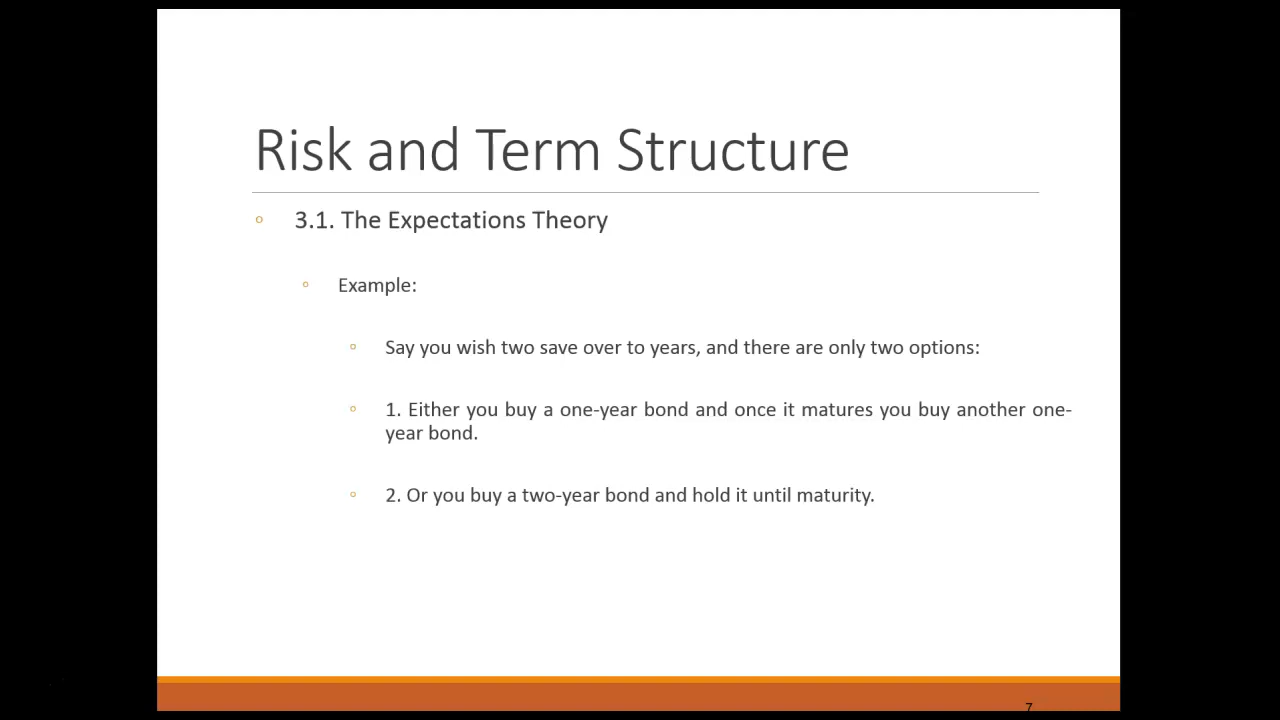 Risk and Term Structure
3.1. The Expectations Theory
Example:
Say you wish two save over to years, and there are only two options:
1. Either you buy a one-year bond and once it matures you buy another one-
year bond.
2. Or you buy a two-year bond and hold it until maturity.
7